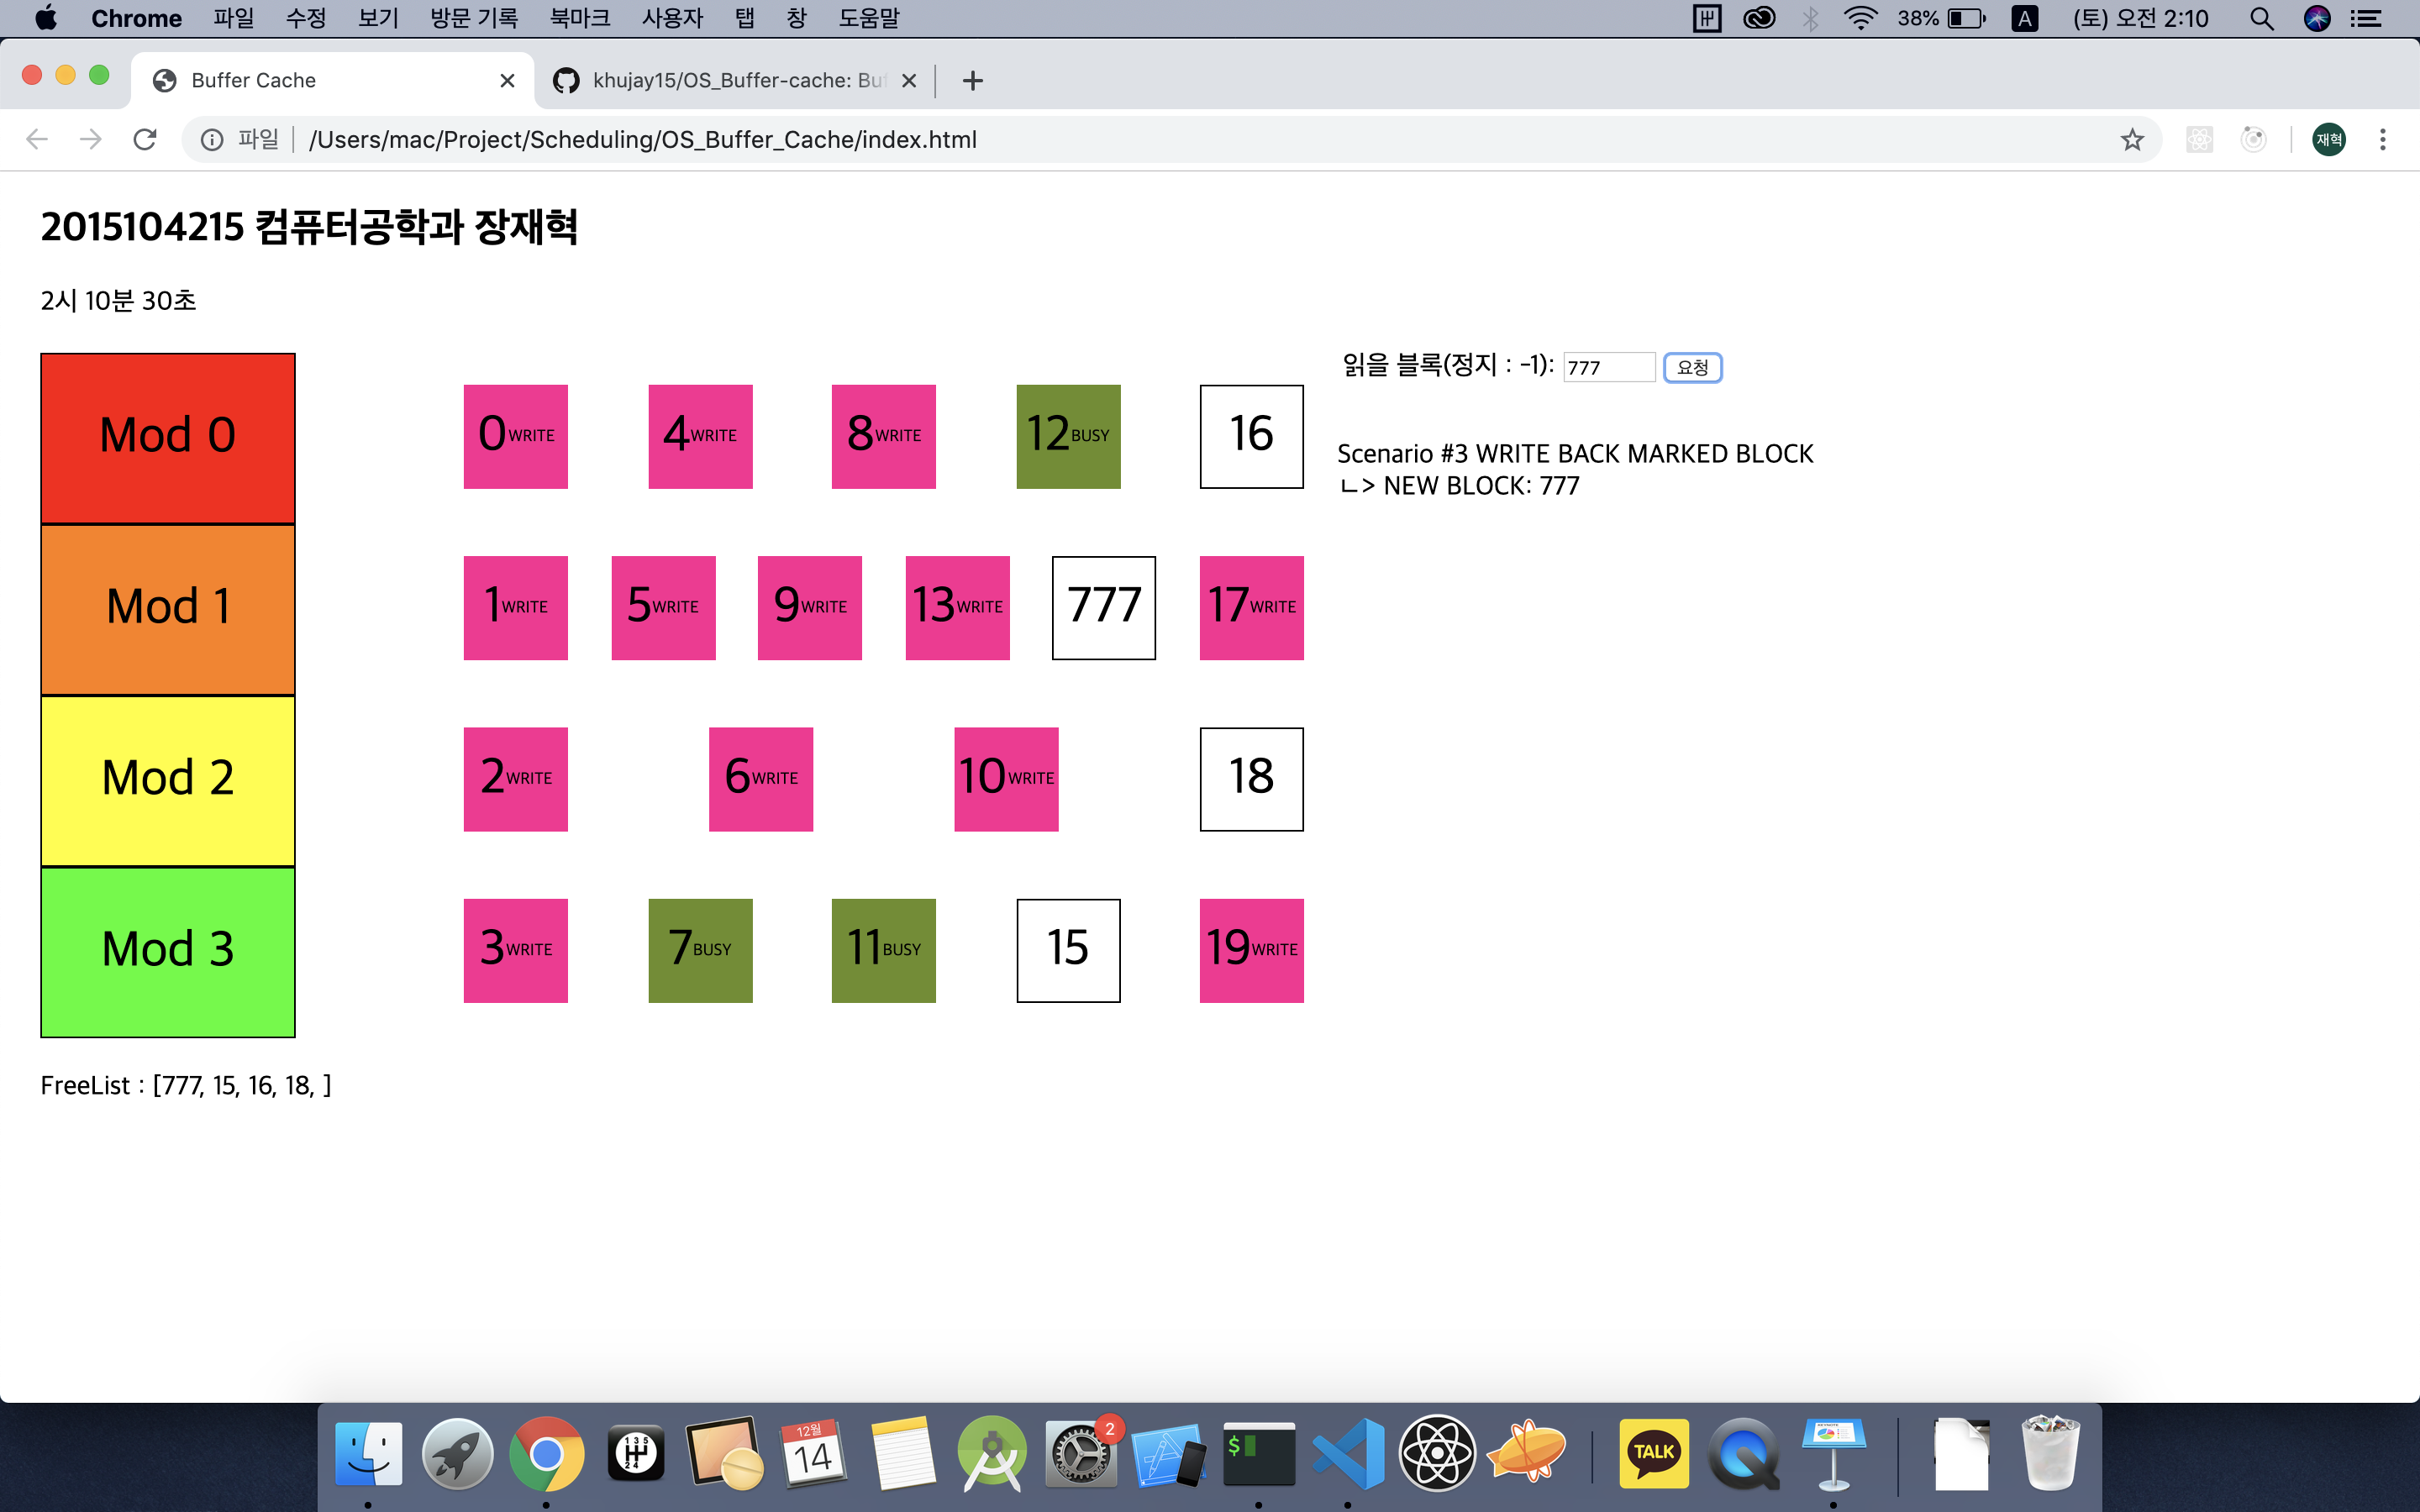 Chrome 파일 수정 보기 방문 기록 북마크 사용자 탭 창 도움말 38% A (토) 오전 2:10
Buffer Cache khujay15/OS_Buffer-cache: Buf
파일 /Users/mac/Project/Scheduling/OS_Buffer_Cache/index.html 재혁
2015104215 컴퓨터공학과 장재혁
2시 10분 30초
읽을 블록(정지 : -1): 777 요청
Mod 0 0WRITE 4WRITE 8WRITE 12BUSY 16
Scenario #3 WRITE BACK MARKED BLOCK
ㄴ> NEW BLOCK: 777
Mod 1 1WRITE 5WRITE 9WRITE 13WRITE 777 17WRITE
Mod 2 2WRITE 6WRITE 10WRITE 18
Mod 3 3WRITE 7BUSY 11BUSY 15 19WRITE
FreeList : [777, 15, 16, 18, ]
12월
14
2
$
TALK